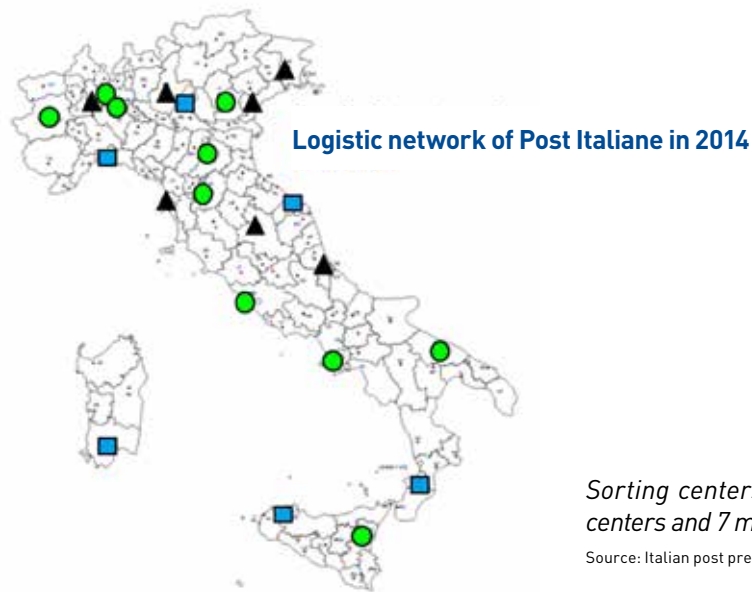 Logistic network of Post Italiane in 2014
Sorting center
centers and 7 m
Source: Italian post pre